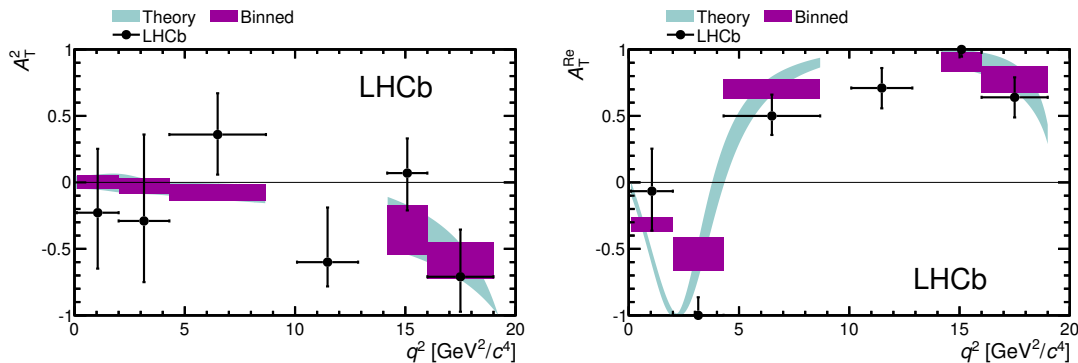 Theory Binned
LHCb
A_T^2
LHCb
1
0.5
0
-0.5
-1
0 5 10 15 20
q^2 [GeV^2/c^4]
Theory Binned
LHCb
A_T^Re
LHCb
1
0.5
0
-0.5
-1
0 5 10 15 20
q^2 [GeV^2/c^4]